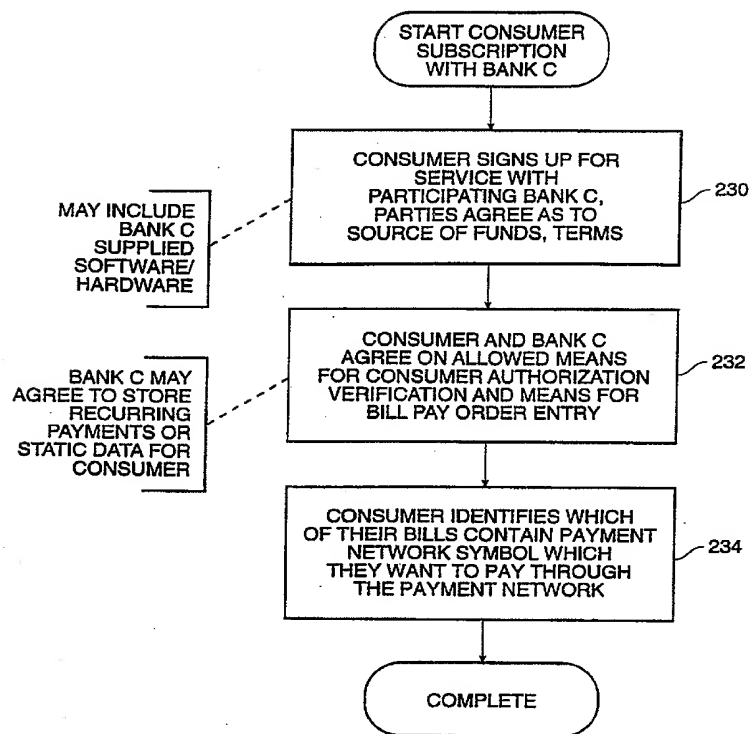 START CONSUMER
SUBSCRIPTION
WITH BANK C
CONSUMER SIGNS UP FOR
SERVICE WITH
PARTICIPATING BANK C,
PARTIES AGREE AS TO
SOURCE OF FUNDS, TERMS
230
MAY INCLUDE
BANK C
SUPPLIED
SOFTWARE/
HARDWARE
CONSUMER AND BANK C
AGREE ON ALLOWED MEANS
FOR CONSUMER AUTHORIZATION
VERIFICATION AND MEANS FOR
BILL PAY ORDER ENTRY
232
BANK C MAY
AGREE TO STORE
RECURRING
PAYMENTS OR
STATIC DATA FOR
CONSUMER
CONSUMER IDENTIFIES WHICH
OF THEIR BILLS CONTAIN PAYMENT
NETWORK SYMBOL WHICH
THEY WANT TO PAY THROUGH
THE PAYMENT NETWORK
234
COMPLETE